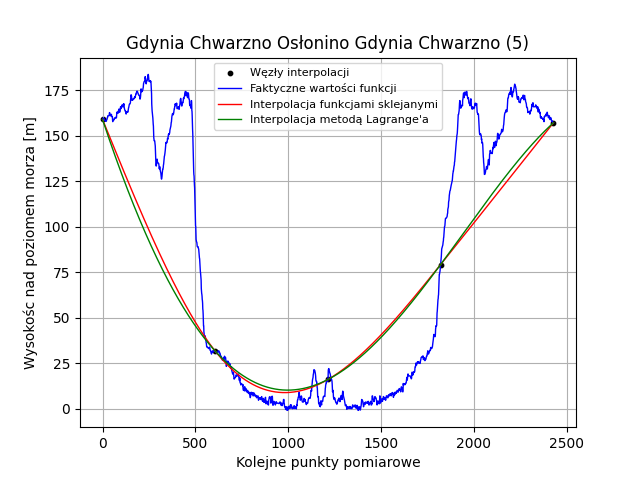 Gdynia Chwarzno Osłonino Gdynia Chwarzno (5)
Węzły interpolacji
Faktyczne wartości funkcji
Interpolacja funkcjami sklejanymi
Interpolacja metodą Lagrange'a
Wysokośc nad poziomem morza [m]
175
150
125
100
75
50
25
0
0
500
1000
1500
2000
2500
Kolejne punkty pomiarowe